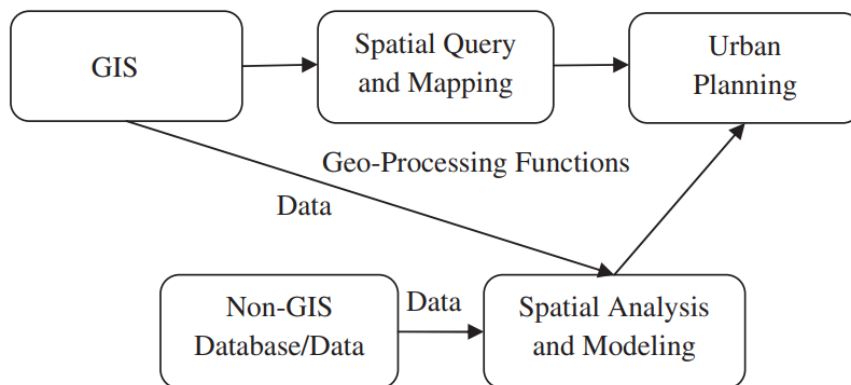 GIS
Spatial Query
and Mapping
Urban
Planning
Geo-Processing Functions
Data
Non-GIS
Database/Data
Data
Spatial Analysis
and Modeling